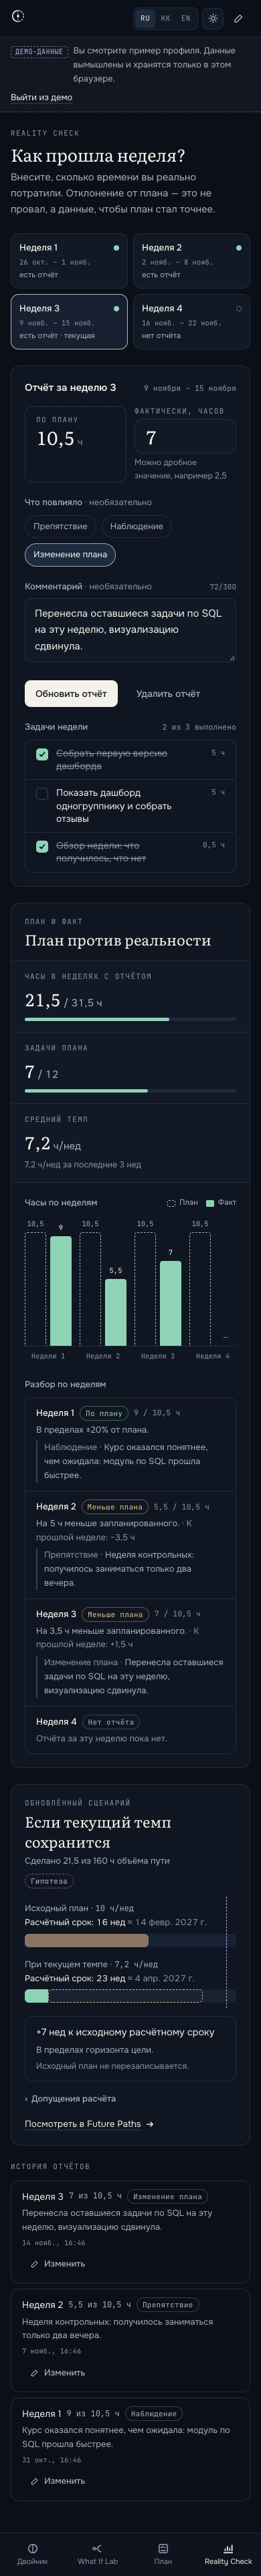 RU KK EN
ДЕМО-ДАННЫЕ Вы смотрите пример профиля. Данные
вымышлены и хранятся только в этом
браузере.
Выйти из демо
REALITY CHECK
Как прошла неделя?
Внесите, сколько времени вы реально
потратили. Отклонение от плана — это не
провал, а данные, чтобы план стал точнее.
Неделя 1
26 окт. – 1 нояб.
есть отчёт
Неделя 2
2 нояб. – 8 нояб.
есть отчёт
Неделя 3
9 нояб. – 15 нояб.
есть отчёт · текущая
Неделя 4
16 нояб. – 22 нояб.
нет отчёта
Отчёт за неделю 3 9 ноября – 15 ноября
ПО ПЛАНУ
10,5 ч
ФАКТИЧЕСКИ, ЧАСОВ
7
Можно дробное
значение, например 2,5
Что повлияло · необязательно
Препятствие Наблюдение
Изменение плана
Комментарий · необязательно 72/300
Перенесла оставшиеся задачи по SQL
на эту неделю, визуализацию
сдвинула.
Обновить отчёт Удалить отчёт
Задачи недели 2 из 3 выполнено
Собрать первую версию 5 ч
дашборда
Показать дашборд 5 ч
одногруппнику и собрать
отзывы
Обзор недели: что 0,5 ч
получилось, что нет
ПЛАН И ФАКТ
План против реальности
ЧАСЫ В НЕДЕЛЯХ С ОТЧЁТОМ
21,5 / 31,5 ч
ЗАДАЧИ ПЛАНА
7 / 12
СРЕДНИЙ ТЕМП
7,2 ч/нед
7,2 ч/нед за последние 3 нед
Часы по неделям План Факт
10,5 9 10,5 5,5 10,5 7 10,5 —
Неделя 1 Неделя 2 Неделя 3 Неделя 4
Разбор по неделям
Неделя 1 По плану 9 / 10,5 ч
В пределах ±20% от плана.
Наблюдение · Курс оказался понятнее,
чем ожидала: модуль по SQL прошла
быстрее.
Неделя 2 Меньше плана 5,5 / 10,5 ч
На 5 ч меньше запланированного. · К
прошлой неделе: −3,5 ч
Препятствие · Неделя контрольных:
получилось заниматься только два
вечера.
Неделя 3 Меньше плана 7 / 10,5 ч
На 3,5 ч меньше запланированного. · К
прошлой неделе: +1,5 ч
Изменение плана · Перенесла оставшиеся
задачи по SQL на эту неделю,
визуализацию сдвинула.
Неделя 4 Нет отчёта
Отчёта за эту неделю пока нет.
ОБНОВЛЁННЫЙ СЦЕНАРИЙ
Если текущий темп
сохранится
Сделано 21,5 из 160 ч объёма пути
Гипотеза
Исходный план · 10 ч/нед
Расчётный срок: 16 нед ≈ 14 февр. 2027 г.
При текущем темпе · 7,2 ч/нед
Расчётный срок: 23 нед ≈ 4 апр. 2027 г.
+7 нед к исходному расчётному сроку
В пределах горизонта цели.
Исходный план не перезаписывается.
› Допущения расчёта
Посмотреть в Future Paths →
ИСТОРИЯ ОТЧЁТОВ
Неделя 3 7 из 10,5 ч Изменение плана
Перенесла оставшиеся задачи по SQL на эту
неделю, визуализацию сдвинула.
14 нояб., 16:46
Изменить
Неделя 2 5,5 из 10,5 ч Препятствие
Неделя контрольных: получилось заниматься
только два вечера.
7 нояб., 16:46
Изменить
Неделя 1 9 из 10,5 ч Наблюдение
Курс оказался понятнее, чем ожидала: модуль по
SQL прошла быстрее.
31 окт., 16:46
Изменить
Двойник What If Lab План Reality Check